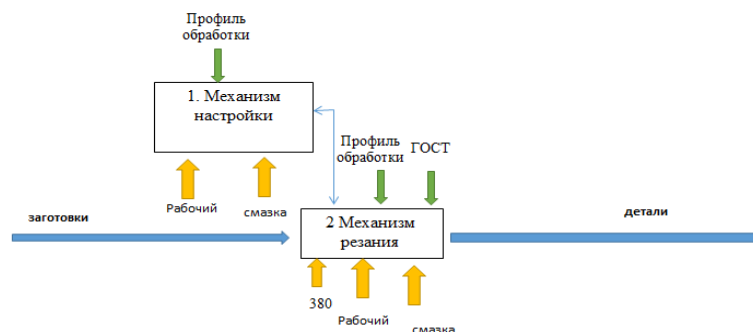 Профиль
обработки
1. Механизм
настройки
Профиль
обработки
ГОСТ
Рабочий
смазка
заготовки
2 Механизм
резания
детали
380
Рабочий
смазка